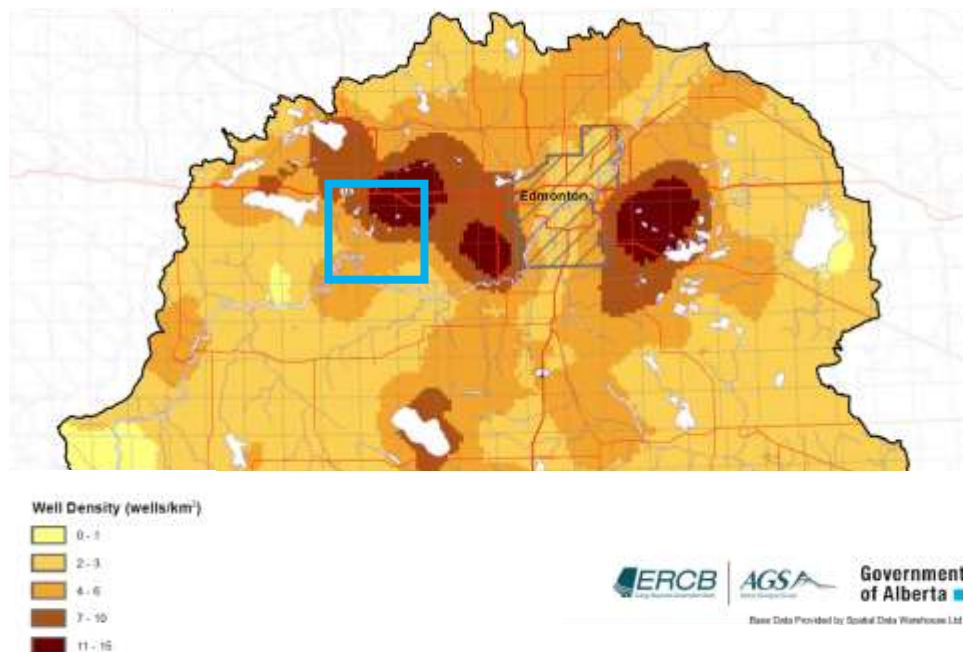 Edmonton
Well Density (wells/km²)
0 - 1
2 - 3
4 - 6
7 - 10
11 - 15
ERCB
AGS
Government
of Alberta
Base Data Provided by Spatial Data Warehouse Ltd